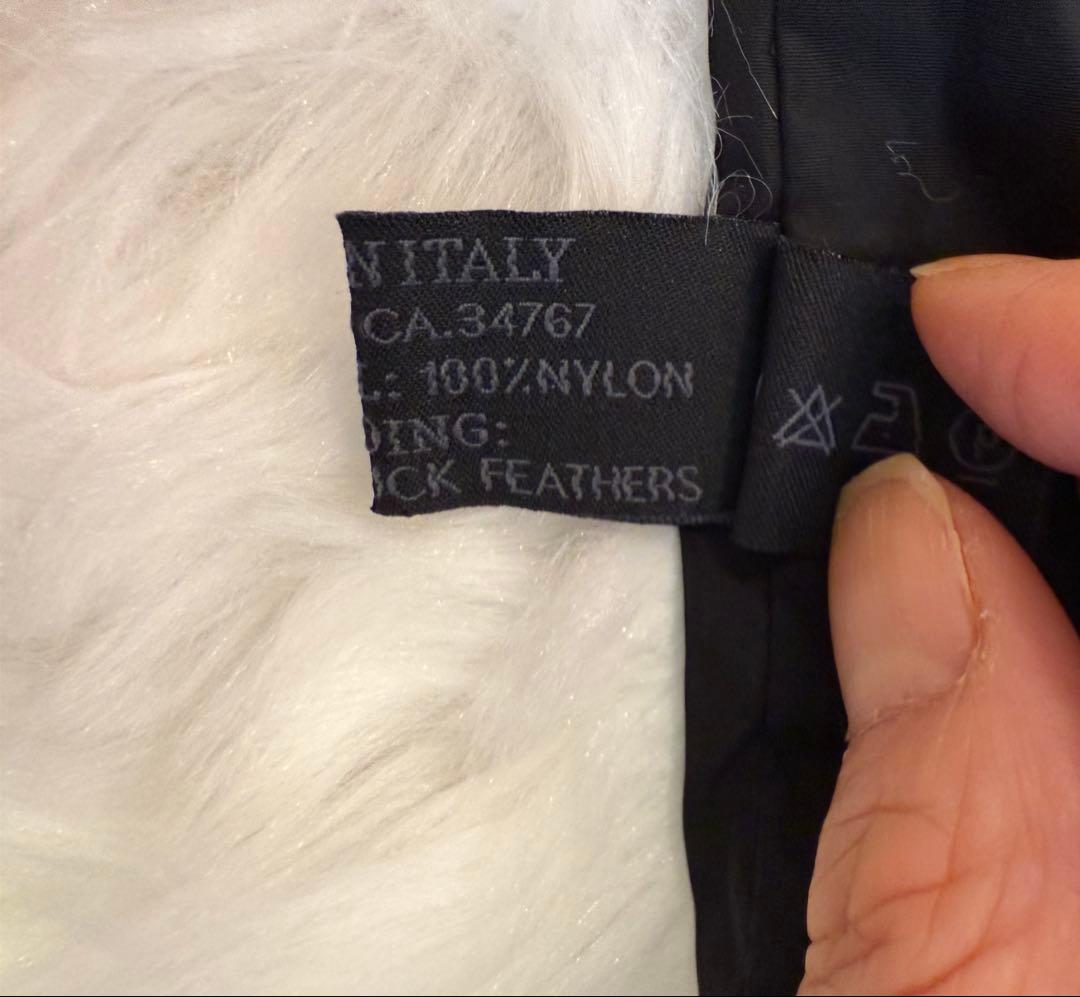 N ITALY
CA.34767
L: 100%NYLON
DING:
CK FEATHERS
P